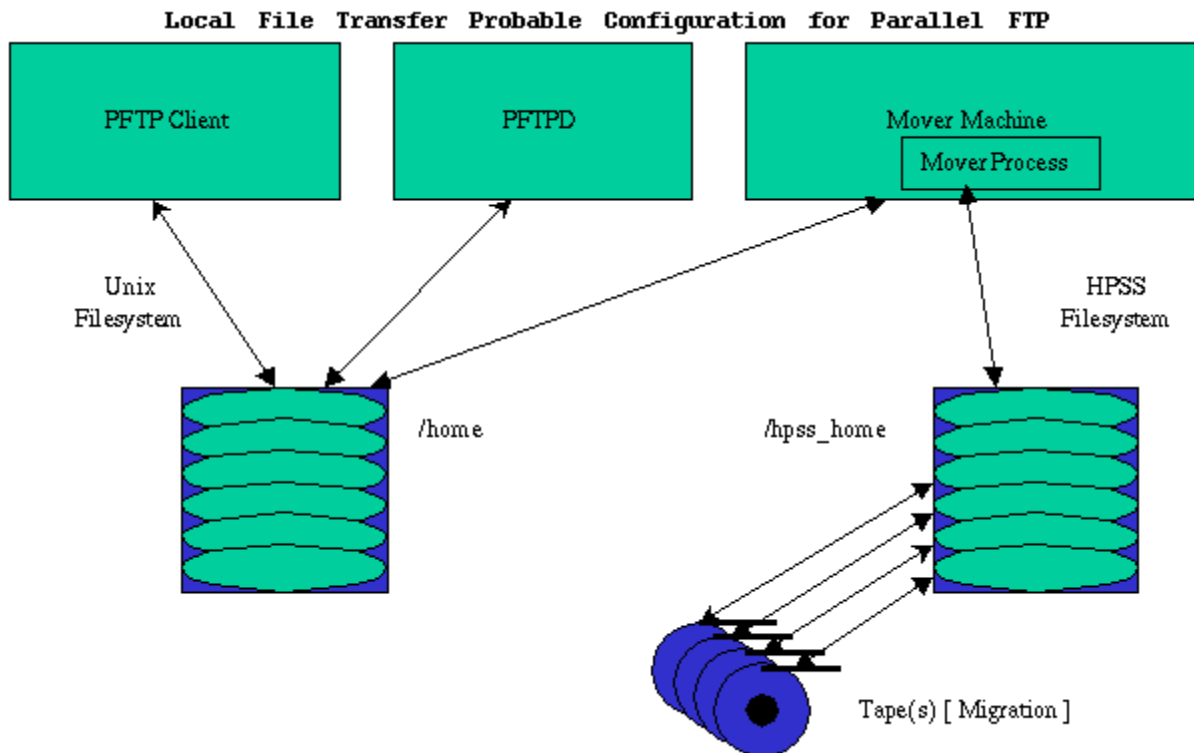 Local File Transfer Probable Configuration for Parallel FTP
PFTP Client
PFTPD
Mover Machine
Mover Process
Unix
Filesystem
HPSS
Filesystem
/home
/hpss_home
Tape(s) [ Migration ]